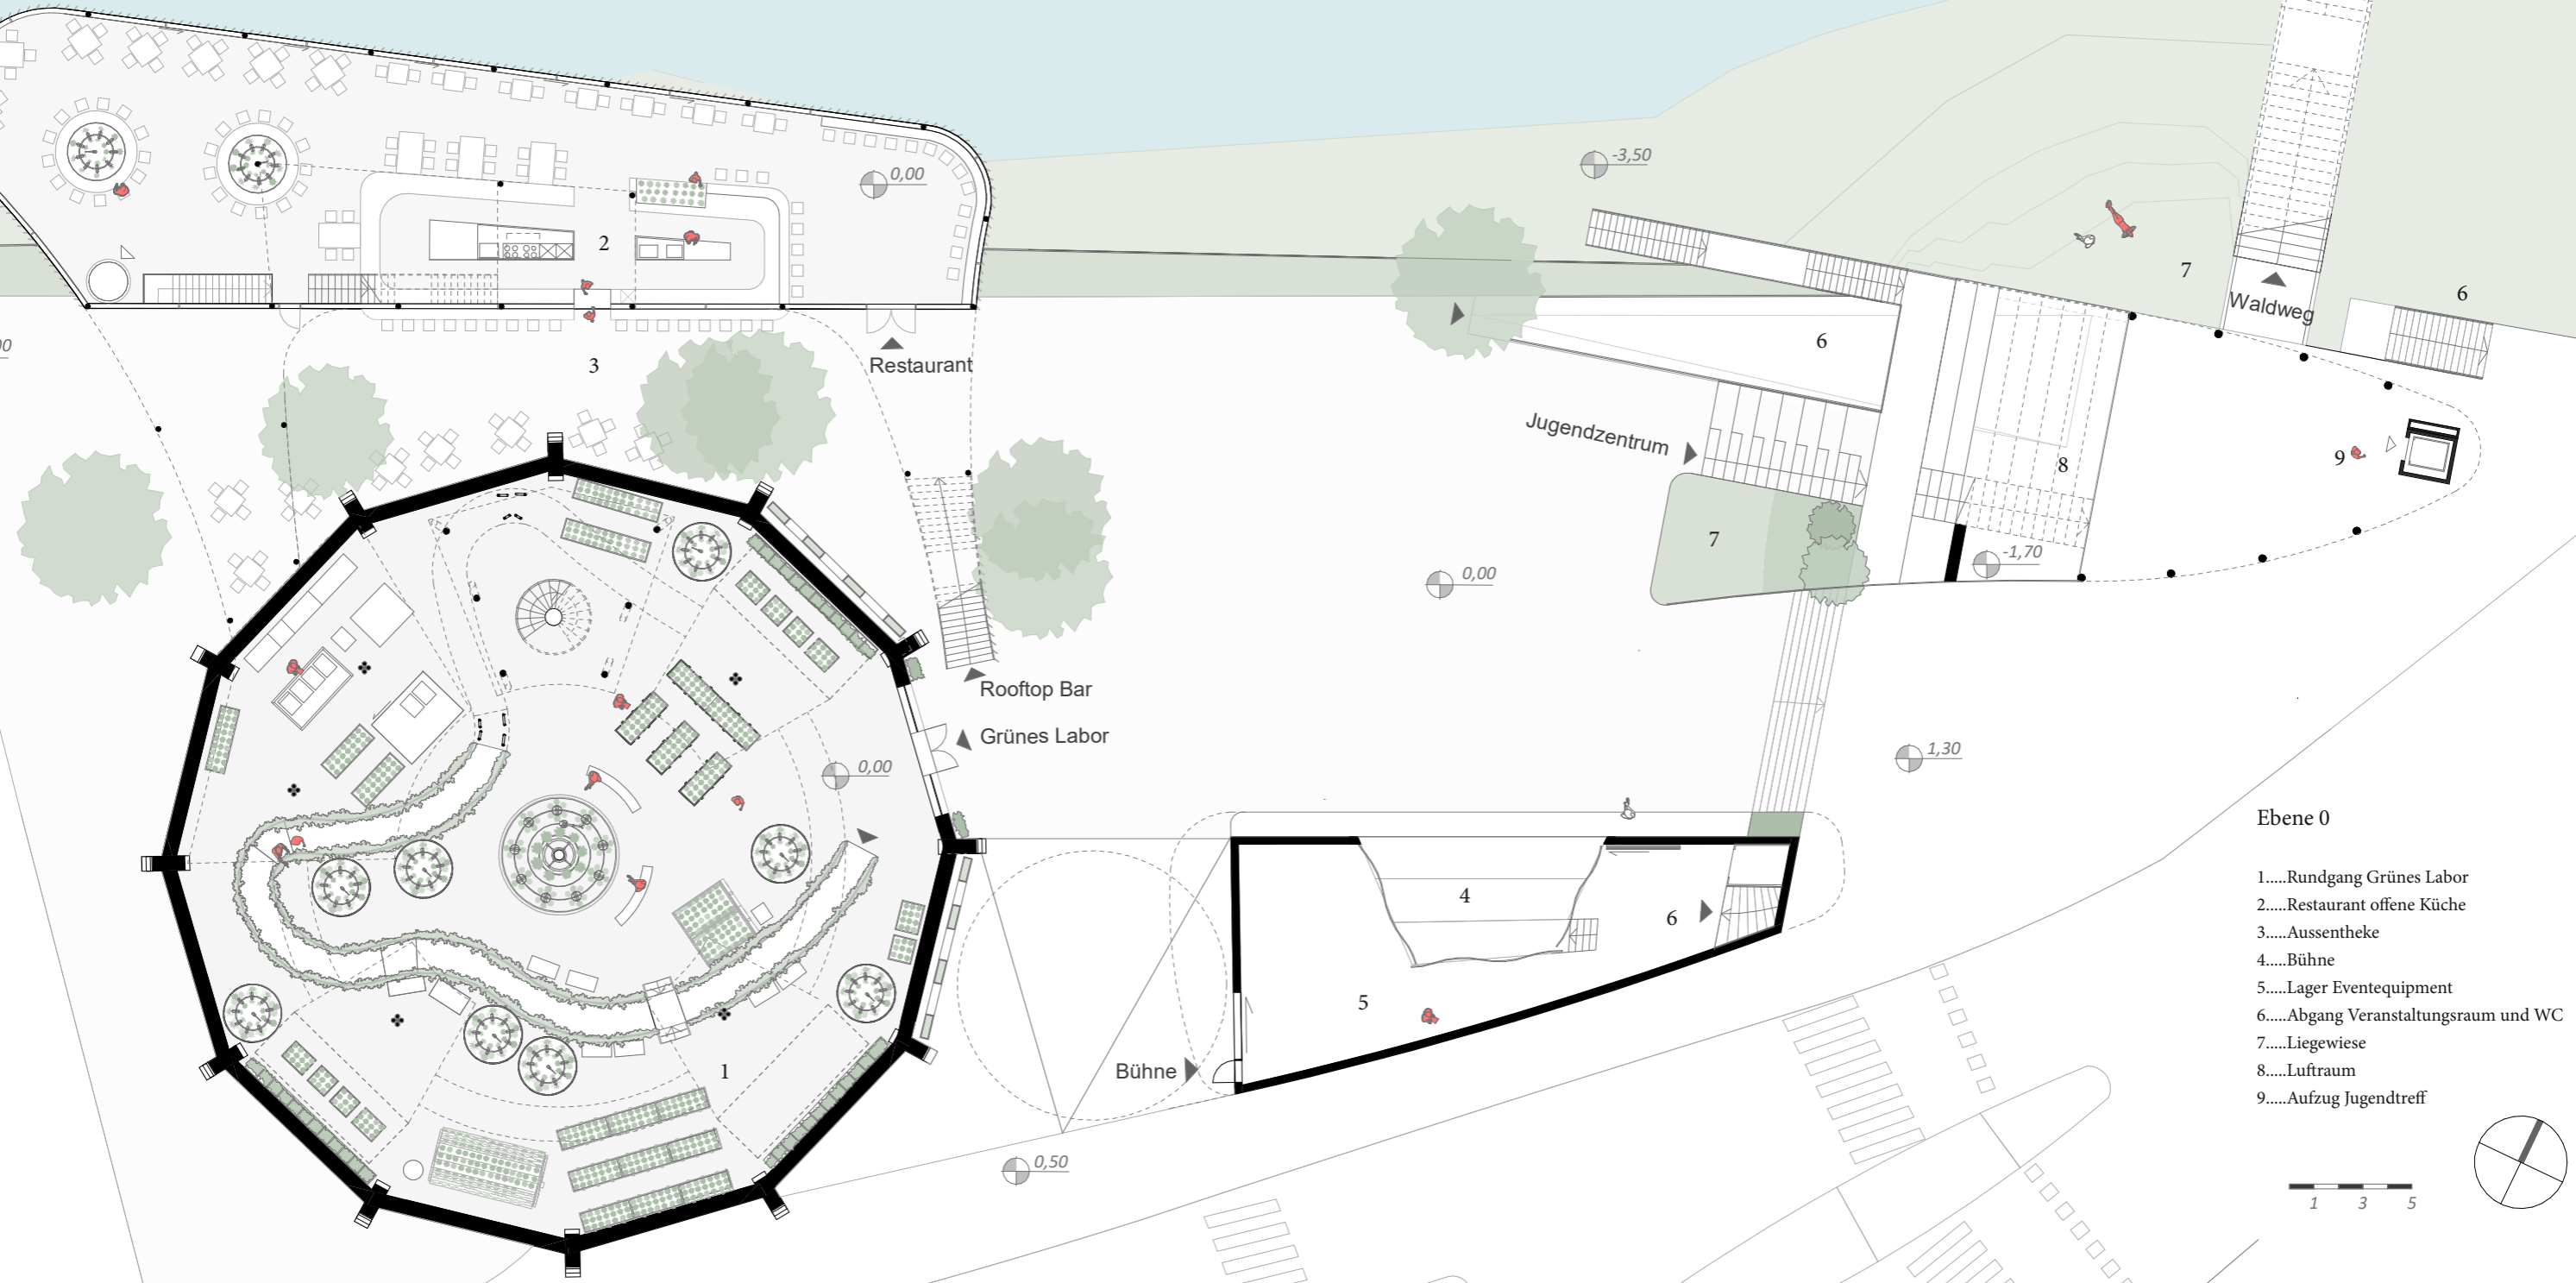 0,00
-3,50
2
7
6
Waldweg
00
Restaurant
6
3
Jugendzentrum
9
8
7
-1,70
0,00
Rooftop Bar
Grünes Labor
1,30
0,00
Ebene 0
1.....Rundgang Grünes Labor
2.....Restaurant offene Küche
3.....Aussentheke
4.....Bühne
5.....Lager Eventequipment
6.....Abgang Veranstaltungsraum und WC
7.....Liegewiese
8.....Luftraum
9.....Aufzug Jugendtreff
4
6
5
Bühne
1
0,50
1 3 5